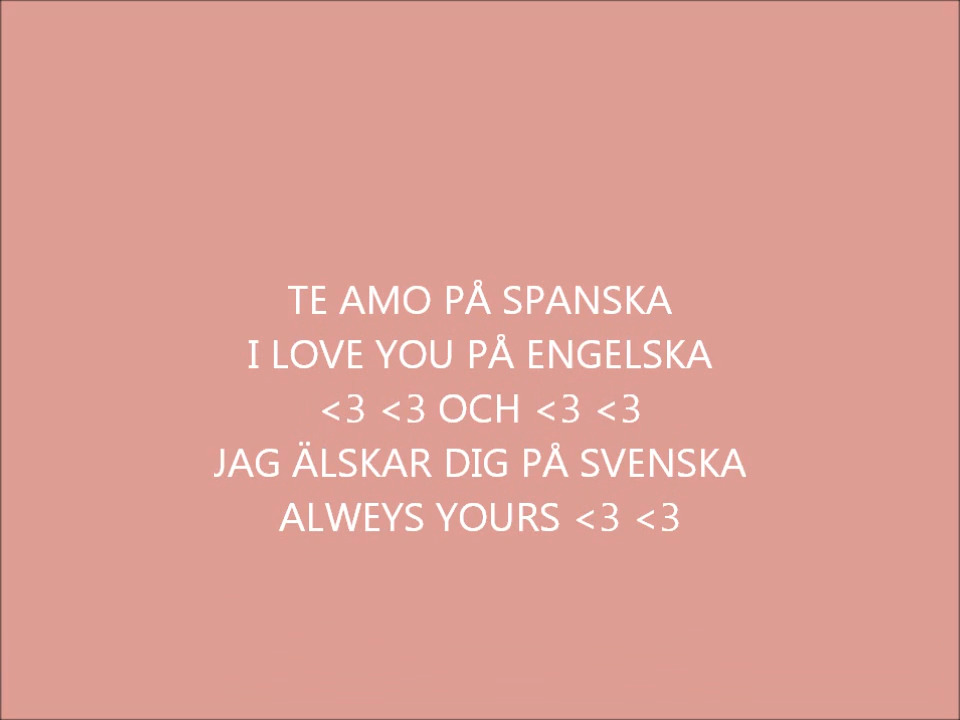 TE AMO PÅ SPANSKA
I LOVE YOU PÅ ENGELSKA
<3 <3 OCH <3 <3
JAG ÄLSKAR DIG PÅ SVENSKA
ALWEYS YOURS <3 <3